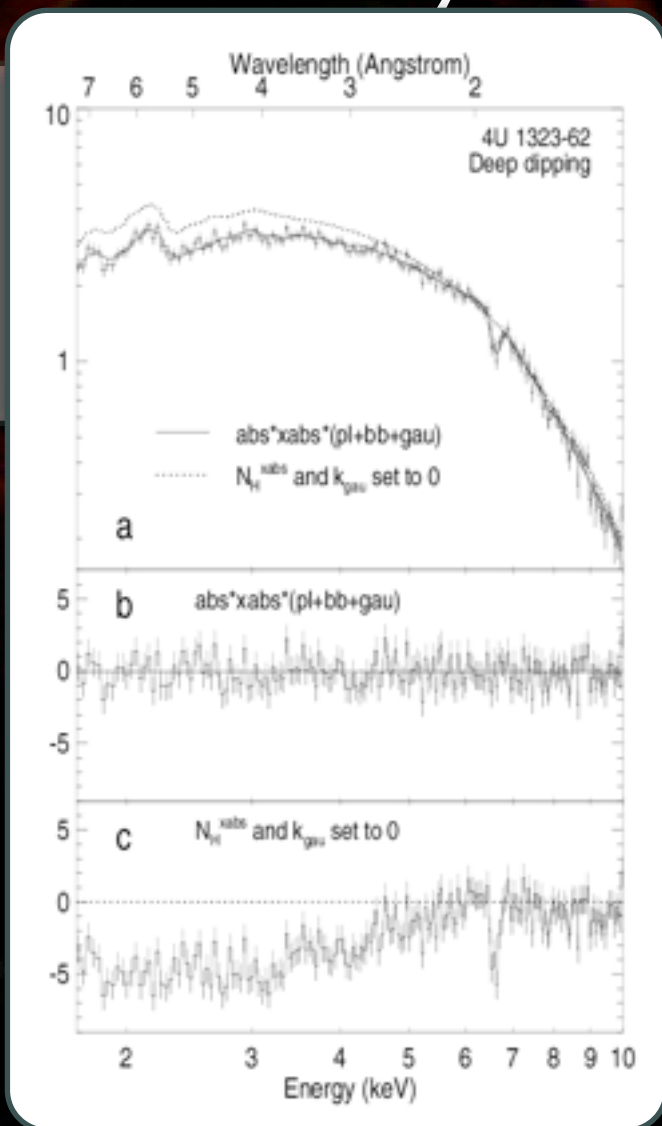 Wavelength (Angstrom)
7 6 5 4 3 2
10
4U 1323-62
Deep dipping
1
abs*xabs*(pl+bb+gau)
N_H^xabs and k_gau set to 0
a
5
b
abs*xabs*(pl+bb+gau)
0
-5
5
c
N_H^xabs and k_gau set to 0
0
-5
2 3 4 5 6 7 8 9 10
Energy (keV)